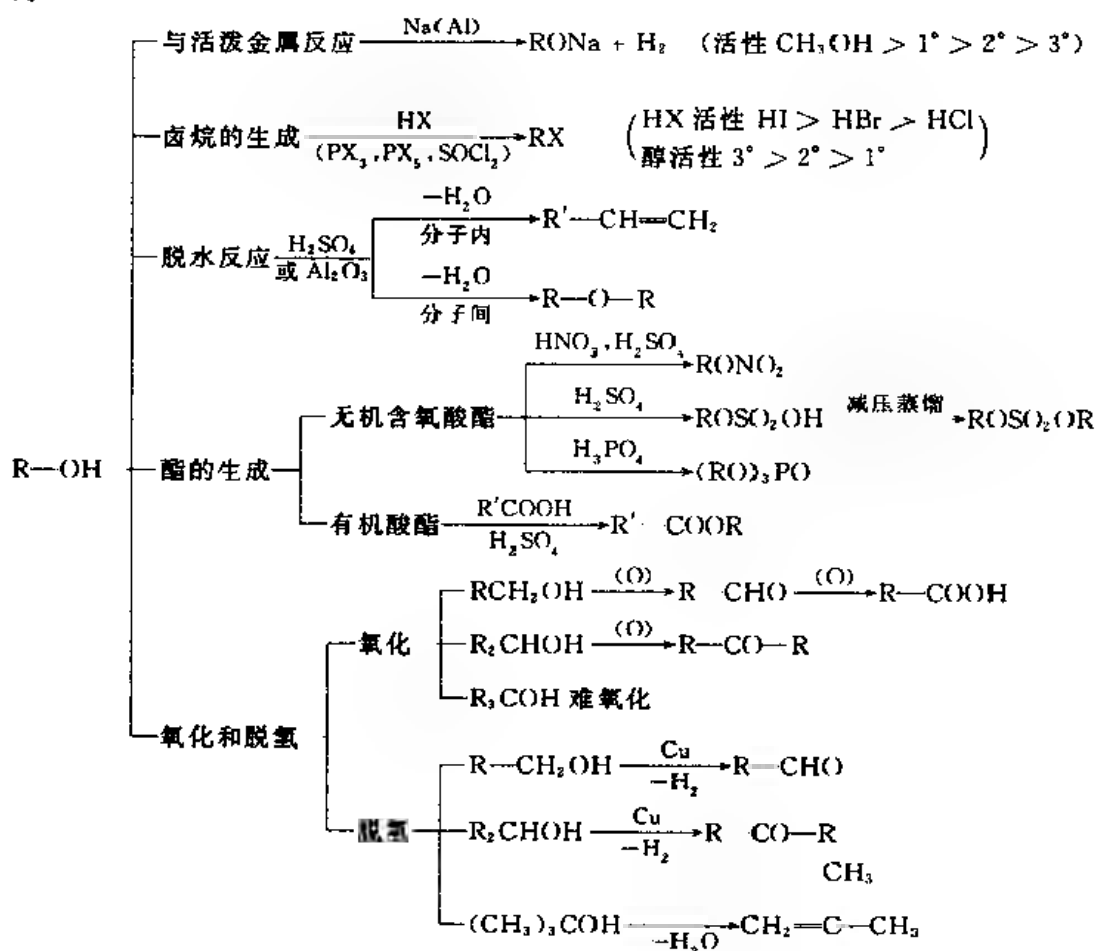 与活泼金属反应 Na(Al) RONa + H₂ (活性 CH₃OH > 1° > 2° > 3°)
卤烷的生成 HX (PX₃,PX₅,SOCl₂) RX (HX 活性 HI > HBr > HCl
醇活性 3° > 2° > 1°)
脱水反应 H₂SO₄ 或 Al₂O₃
—H₂O 分子内 R′—CH=CH₂
—H₂O 分子间 R—O—R
HNO₃,H₂SO₄ RONO₂
无机含氧酸酯 H₂SO₄ ROSO₂OH 减压蒸馏 ROSO₂OR
H₃PO₄ (RO)₃PO
R—OH 酯的生成
有机酸酯 R′COOH H₂SO₄ R′ COOR
RCH₂OH (O) R CHO (O) R—COOH
氧化 R₂CHOH (O) R—CO—R
R₃COH 难氧化
氧化和脱氢
R—CH₂OH Cu —H₂ R—CHO
脱氢 R₂CHOH Cu —H₂ R CO—R
CH₃
(CH₃)₃COH —H₂O CH₂=C—CH₃